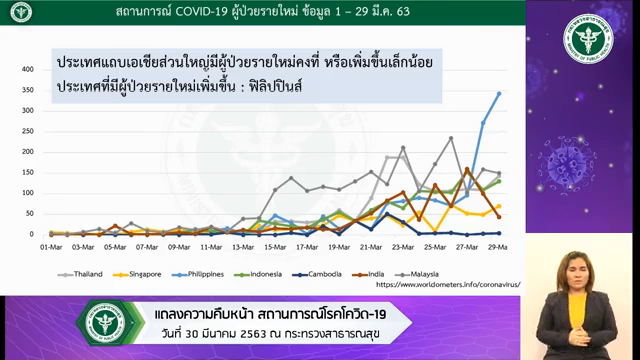 สถานการณ์ COVID-19 ผู้ป่วยรายใหม่ ข้อมูล 1 – 29 มี.ค. 63
ประเทศแถบเอเชียส่วนใหญ่มีผู้ป่วยรายใหม่คงที่ หรือเพิ่มขึ้นเล็กน้อย
ประเทศที่มีผู้ป่วยรายใหม่เพิ่มขึ้น : ฟิลิปปินส์
400
350
300
250
200
150
100
50
0
01-Mar 03-Mar 05-Mar 07-Mar 09-Mar 11-Mar 13-Mar 15-Mar 17-Mar 19-Mar 21-Mar 23-Mar 25-Mar 27-Mar 29-Ma
Thailand Singapore Philippines Indonesia Cambodia India Malaysia
https://www.worldometers.info/coronavirus/
แถลงความคืบหน้า สถานการณ์โรคโควิด-19
วันที่ 30 มีนาคม 2563 ณ กระทรวงสาธารณสุข